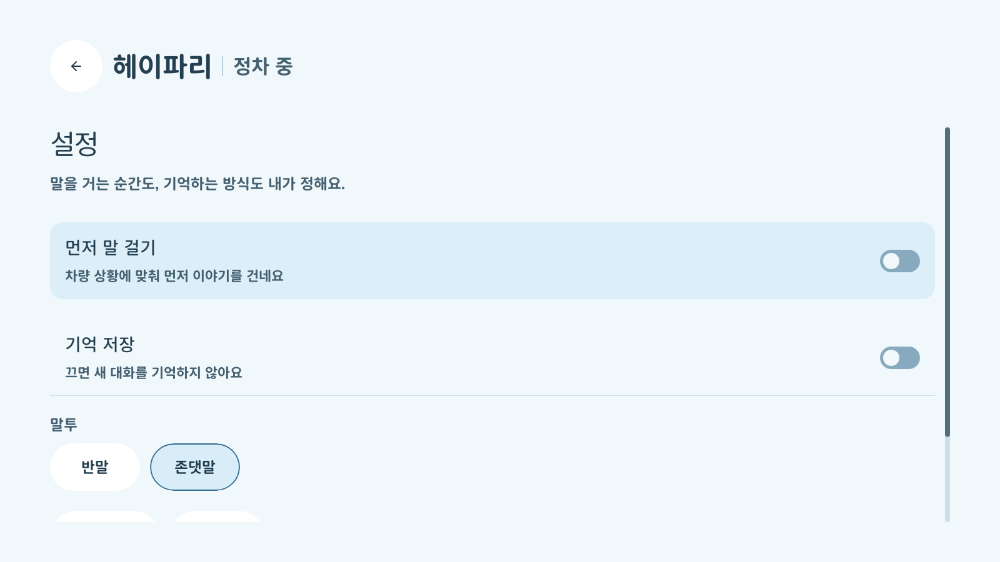 헤이파리
정차 중
설정
말을 거는 순간도, 기억하는 방식도 내가 정해요.
먼저 말 걸기
차량 상황에 맞춰 먼저 이야기를 건네요
기억 저장
끄면 새 대화를 기억하지 않아요
말투
반말
존댓말